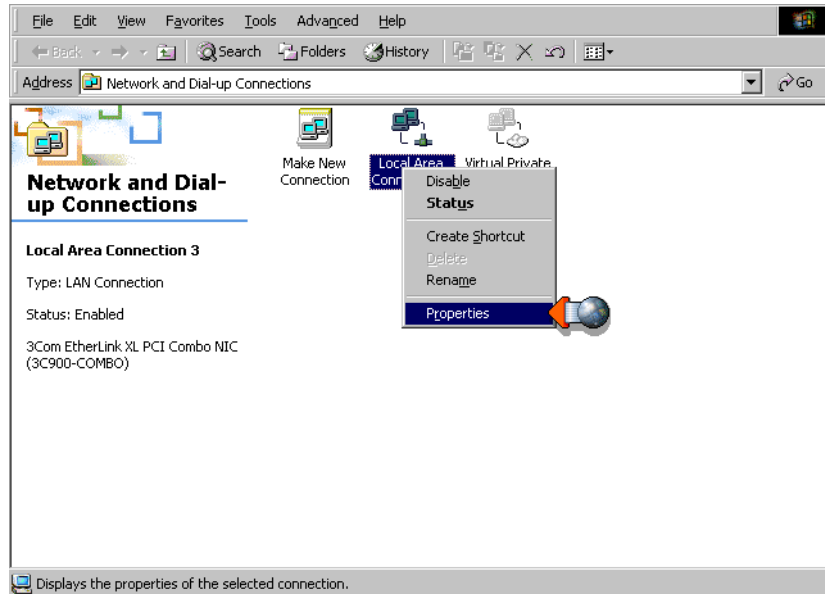 File Edit View Favorites Tools Advanced Help
Back Search Folders History
Address Network and Dial-up Connections Go
Make New Connection
Local Area
Conn
Virtual Private
Network and Dial-
up Connections
Local Area Connection 3
Type: LAN Connection
Status: Enabled
3Com EtherLink XL PCI Combo NIC
(3C900-COMBO)
Disable
Status
Create Shortcut
Delete
Rename
Properties
Displays the properties of the selected connection.